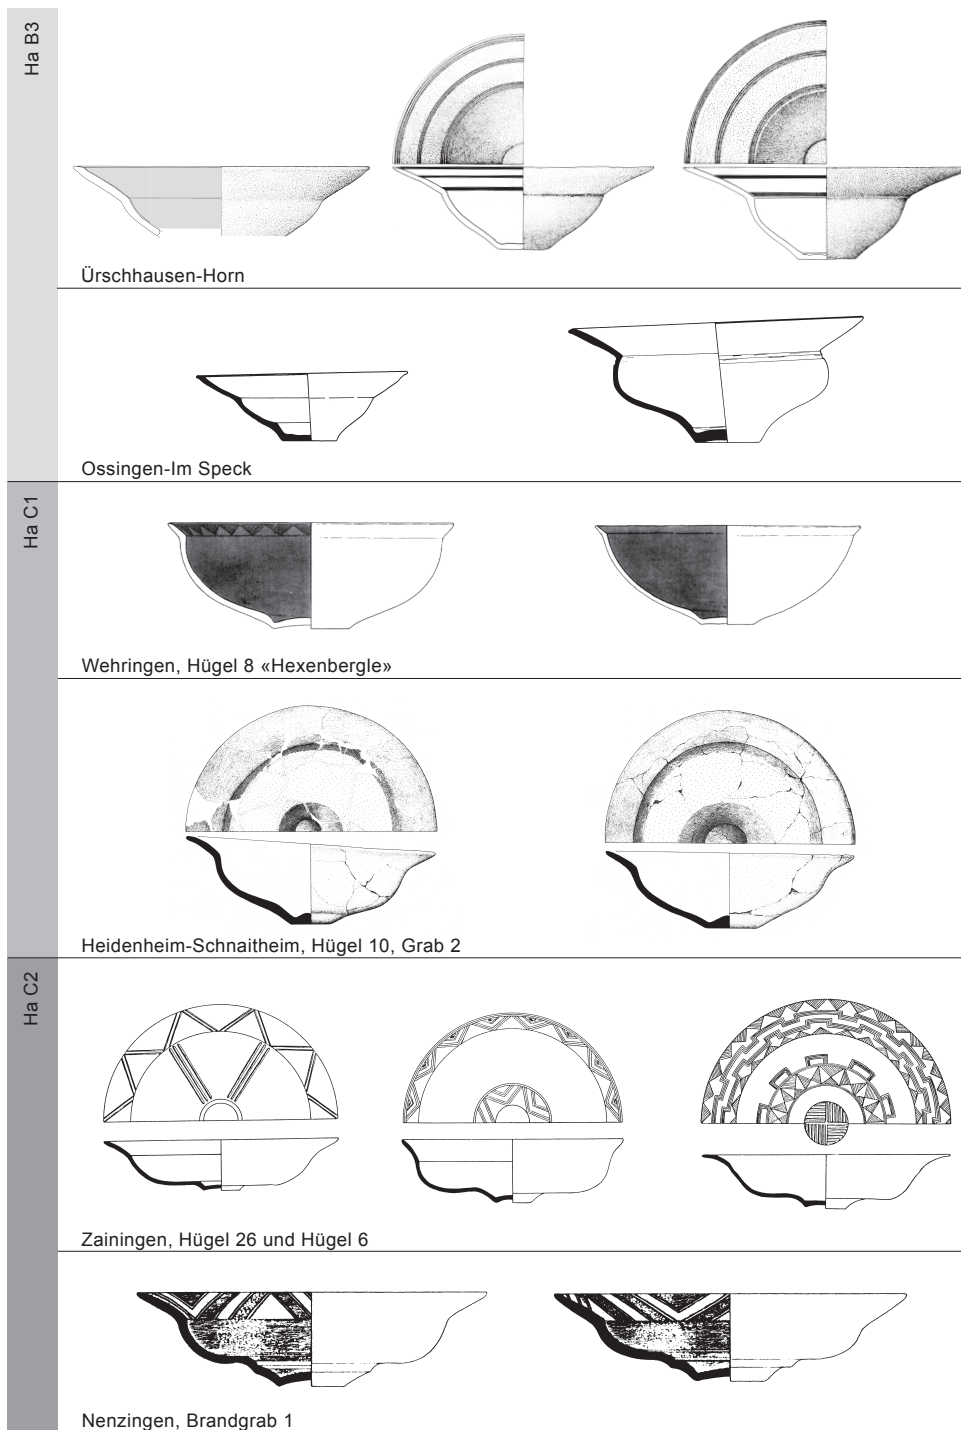 Ha B3
Ürschhausen-Horn
Ossingen-Im Speck
Ha C1
Wehringen, Hügel 8 «Hexenbergle»
Heidenheim-Schnaitheim, Hügel 10, Grab 2
Ha C2
Zainingen, Hügel 26 und Hügel 6
Nenzingen, Brandgrab 1